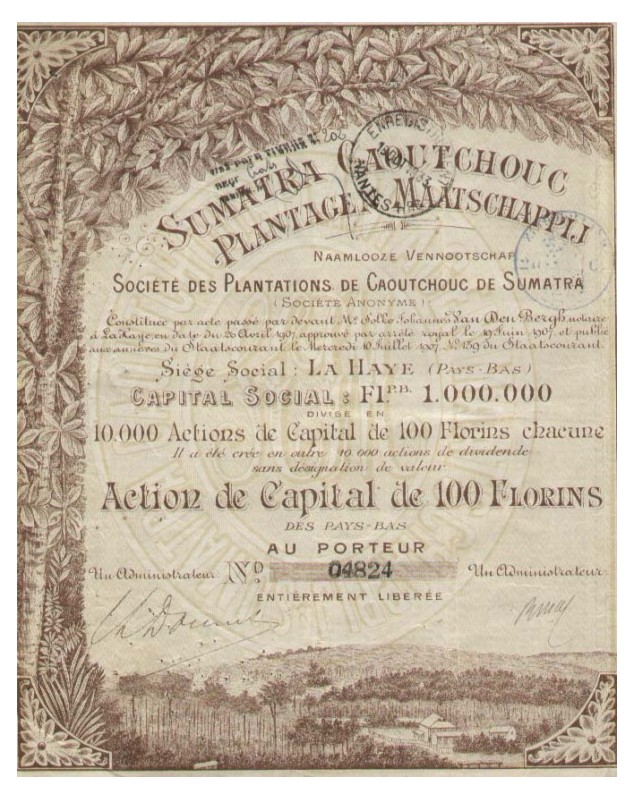 SUMATRA CAOUTCHOUC
PLANTAGEN MAATSCHAPPIJ
NAAMLOOZE VENNOOTSCHAP
SOCIÉTÉ DES PLANTATIONS DE CAOUTCHOUC DE SUMATRA
(SOCIÉTÉ ANONYME)
Constituée par acte passé par devant Mᵉ Folke Johannes Van Den Bergh notaire
à La Haye, en date du 26 Avril 1907 approuvé par arrêté royal le 19 Juin 1907 et publié
aux annexes du Staatscourant le Mercredi 10 Juillet 1907 Nº 159 du Staatscourant
Siège Social : LA HAYE (PAYS-BAS)
CAPITAL SOCIAL : Fl. P.B. 1.000.000
DIVISÉ EN
10.000 Actions de Capital de 100 Florins chacune
Il a été créé en outre 10.000 actions de dividende
sans désignation de valeur
Action de Capital de 100 FLORINS
DES PAYS-BAS
AU PORTEUR
Un Administrateur Nº 04824 Un Administrateur
ENTIÈREMENT LIBÉRÉE